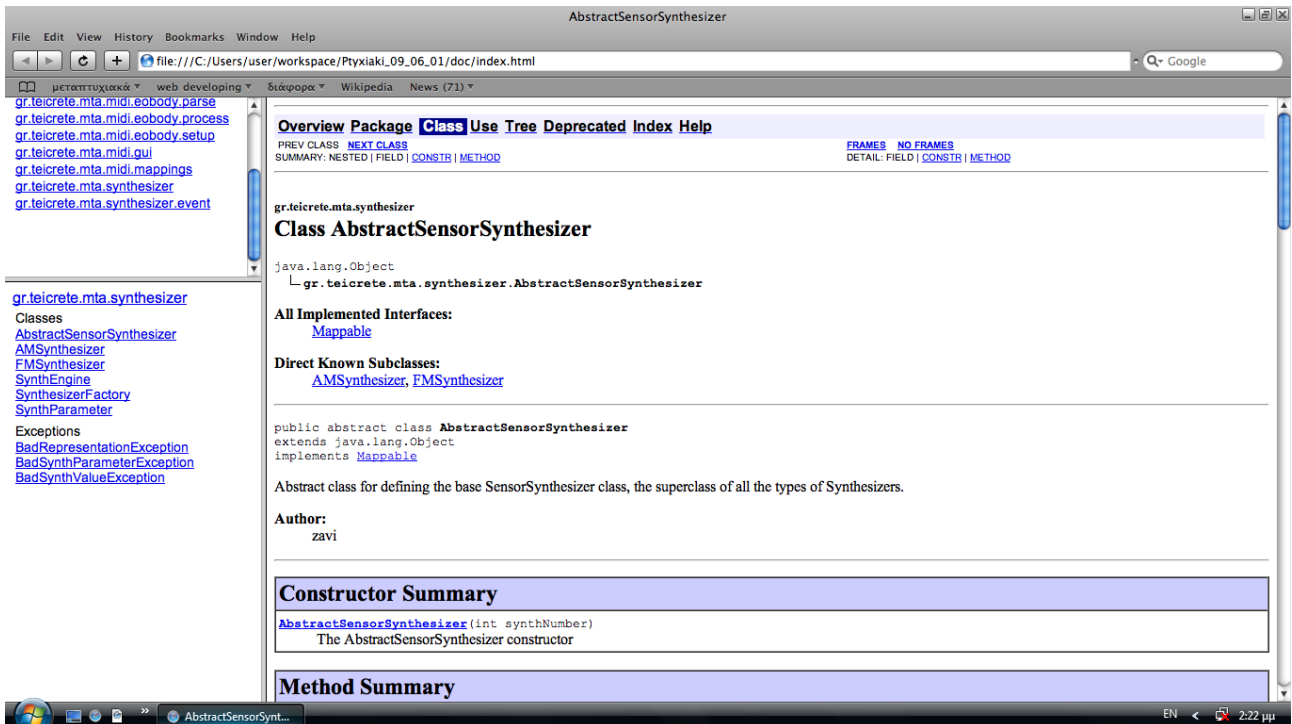 AbstractSensorSynthesizer
File Edit View History Bookmarks Window Help
file:///C:/Users/user/workspace/Ptyxiaki_09_06_01/doc/index.html
Google
μεταπτυχιακά web developing διάφορα Wikipedia News (71)
gr.teicrete.mta.midi.eobody.parse
gr.teicrete.mta.midi.eobody.process
gr.teicrete.mta.midi.eobody.setup
gr.teicrete.mta.midi.gui
gr.teicrete.mta.midi.mappings
gr.teicrete.mta.synthesizer
gr.teicrete.mta.synthesizer.event
gr.teicrete.mta.synthesizer
Classes
AbstractSensorSynthesizer
AMSynthesizer
FMSynthesizer
SynthEngine
SynthesizerFactory
SynthParameter
Exceptions
BadRepresentationException
BadSynthParameterException
BadSynthValueException
Overview Package Class Use Tree Deprecated Index Help
PREV CLASS NEXT CLASS
FRAMES NO FRAMES
SUMMARY: NESTED | FIELD | CONSTR | METHOD
DETAIL: FIELD | CONSTR | METHOD
gr.teicrete.mta.synthesizer
Class AbstractSensorSynthesizer
java.lang.Object
gr.teicrete.mta.synthesizer.AbstractSensorSynthesizer
All Implemented Interfaces:
Mappable
Direct Known Subclasses:
AMSynthesizer, FMSynthesizer
public abstract class AbstractSensorSynthesizer
extends java.lang.Object
implements Mappable
Abstract class for defining the base SensorSynthesizer class, the superclass of all the types of Synthesizers.
Author:
zavi
Constructor Summary
AbstractSensorSynthesizer(int synthNumber)
The AbstractSensorSynthesizer constructor
Method Summary
AbstractSensorSynt...
EN
2:22 μμ